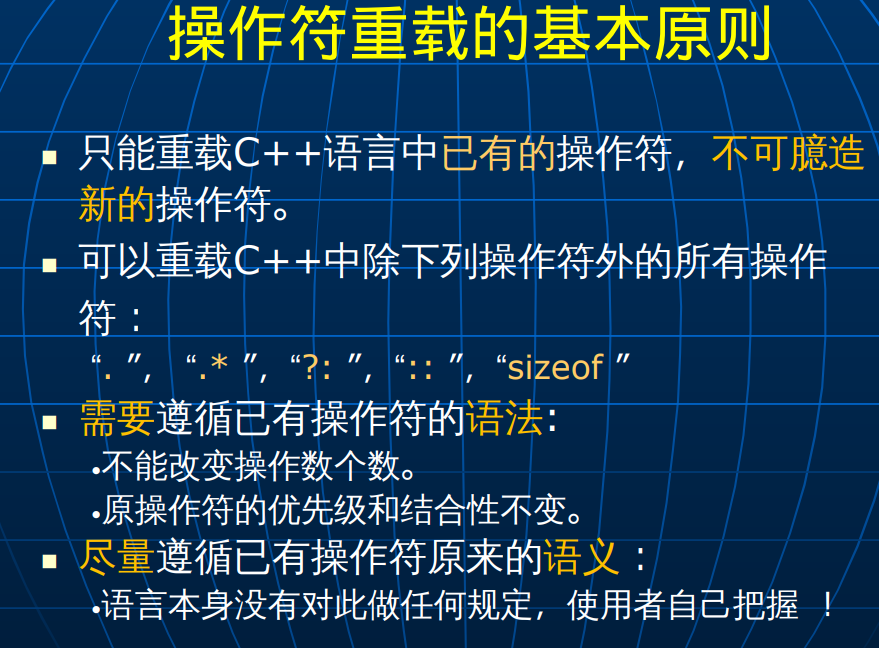 操作符重载的基本原则
■ 只能重载C++语言中已有的操作符，不可臆造
新的操作符。
■ 可以重载C++中除下列操作符外的所有操作
符：
“. ”， “.* ”，“?: ”，“:: ”，“sizeof ”
■ 需要遵循已有操作符的语法:
•不能改变操作数个数。
•原操作符的优先级和结合性不变。
■ 尽量遵循已有操作符原来的语义：
•语言本身没有对此做任何规定，使用者自己把握 ！